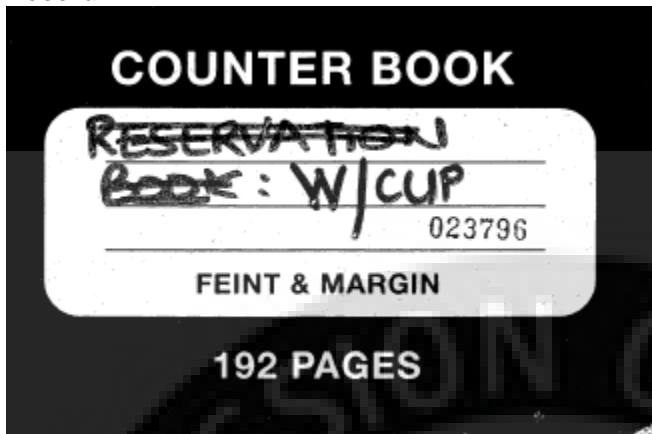 COUNTER BOOK
RESERVATION
BOOK: W/CUP
023796
FEINT & MARGIN
192 PAGES